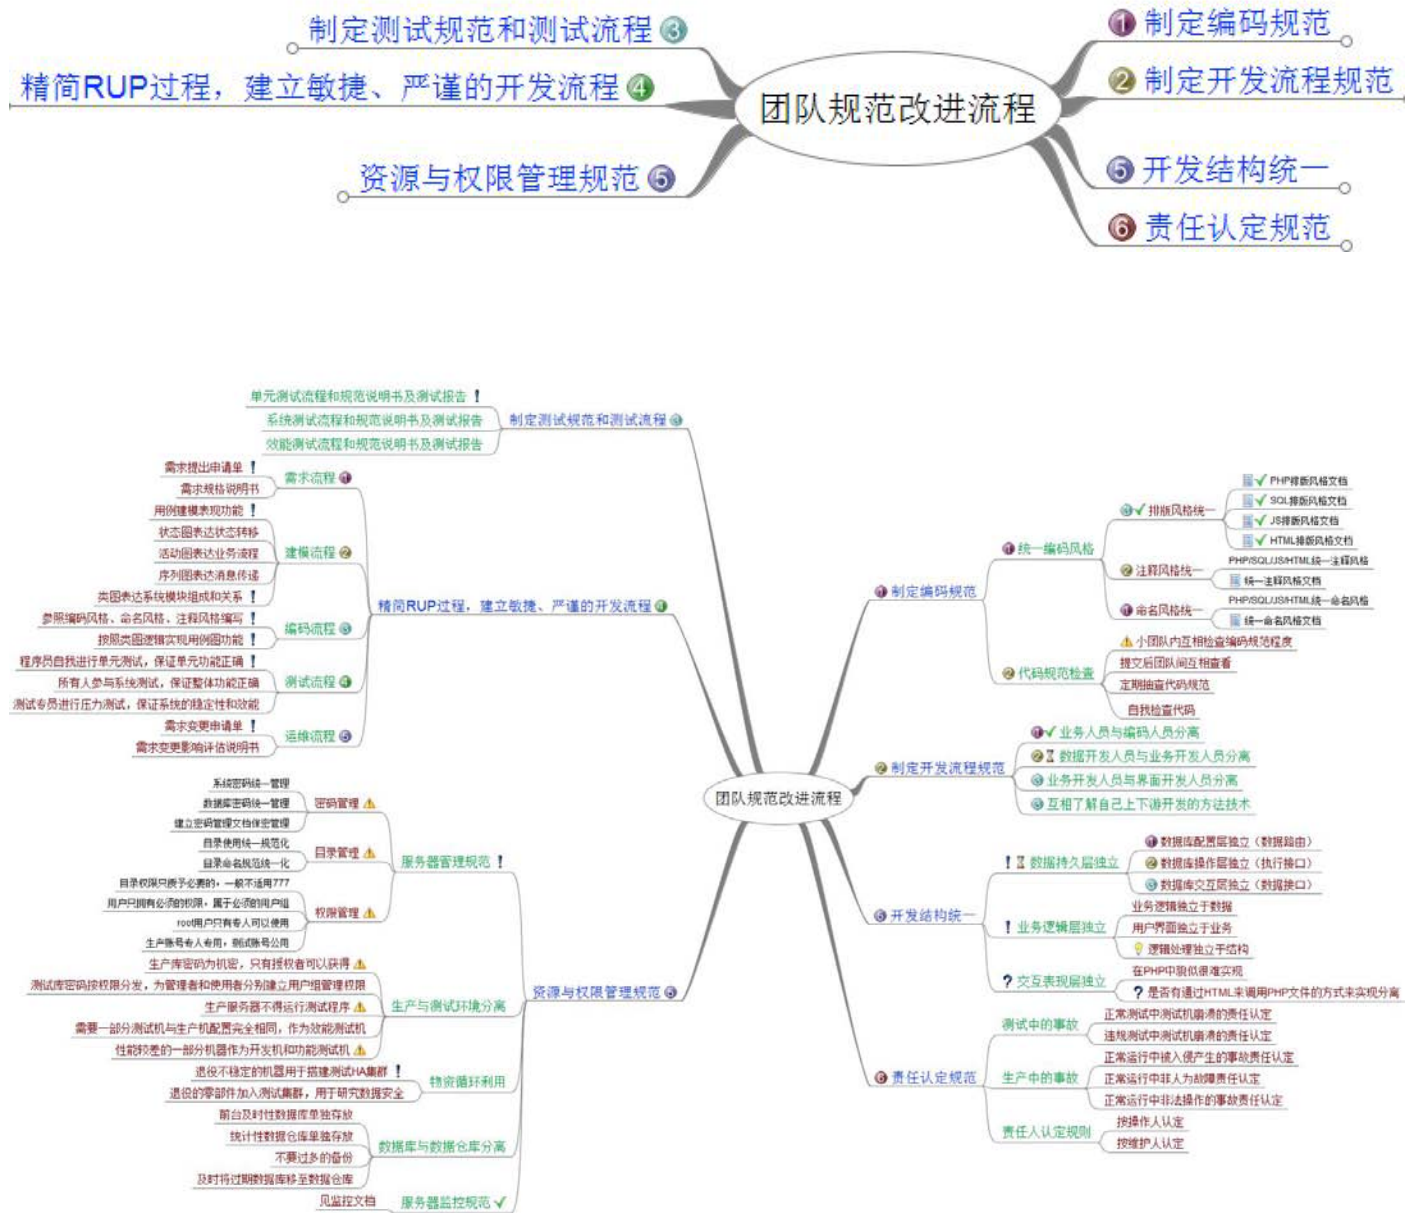 制定测试规范和测试流程 3
精简RUP过程，建立敏捷、严谨的开发流程 4
资源与权限管理规范 5
团队规范改进流程
1 制定编码规范
2 制定开发流程规范
5 开发结构统一
6 责任认定规范
单元测试流程和规范说明书及测试报告
系统测试流程和规范说明书及测试报告
效能测试流程和规范说明书及测试报告
制定测试规范和测试流程
需求提出申请单
需求规格说明书
需求流程
用例建模表现功能
状态图表达状态转移
活动图表达业务流程
序列图表达消息传递
类图表达系统模块组成和关系
建模流程
参照编码风格、命名风格、注释风格编写
按照类图逻辑实现用例图功能
编码流程
程序员自我进行单元测试，保证单元功能正确
所有人参与系统测试，保证整体功能正确
测试专员进行压力测试，保证系统的稳定性和效能
测试流程
需求变更申请单
需求变更影响评估说明书
运维流程
精简RUP过程，建立敏捷、严谨的开发流程
系统密码统一管理
数据库密码统一管理
建立密码管理文档保密管理
密码管理
目录使用统一规范化
目录命名规范统一化
目录管理
目录权限只授予必要的，一般不适用777
用户只拥有必须的权限，属于必须的用户组
root用户只有专人可以使用
生产账号专人专用，测试账号公用
权限管理
服务器管理规范
生产库密码为机密，只有授权者可以获得
测试库密码按权限分发，为管理者和使用者分别建立用户组管理权限
生产服务器不得运行测试程序
需要一部分测试机与生产机配置完全相同，作为效能测试机
性能较差的一部分机器作为开发机和功能测试机
生产与测试环境分离
退役不稳定的机器用于搭建测试HA集群
退役的零部件加入测试集群，用于研究数据安全
物资循环利用
前台及时性数据库单独存放
统计性数据仓库单独存放
不要过多的备份
及时将过期数据库移至数据仓库
数据库与数据仓库分离
见监控文档
服务器监控规范
资源与权限管理规范
团队规范改进流程
制定编码规范
统一编码风格
排版风格统一
PHP排版风格文档
SQL排版风格文档
JS排版风格文档
HTML排版风格文档
注释风格统一
PHP/SQL/JS/HTML统一注释风格
统一注释风格文档
命名风格统一
PHP/SQL/JS/HTML统一命名风格
统一命名风格文档
代码规范检查
小团队内互相检查编码规范程度
提交后团队间互相查看
定期抽查代码规范
自我检查代码
制定开发流程规范
业务人员与编码人员分离
数据开发人员与业务开发人员分离
业务开发人员与界面开发人员分离
互相了解自己上下游开发的方法技术
开发结构统一
数据持久层独立
数据库配置层独立（数据路由）
数据库操作层独立（执行接口）
数据库交互层独立（数据接口）
业务逻辑层独立
业务逻辑独立于数据
用户界面独立于业务
逻辑处理独立于结构
交互表现层独立
在PHP中貌似很难实现
是否有通过HTML来调用PHP文件的方式来实现分离
责任认定规范
测试中的事故
正常测试中测试机崩溃的责任认定
违规测试中测试机崩溃的责任认定
生产中的事故
正常运行中被入侵产生的事故责任认定
正常运行中非人为故障责任认定
正常运行中非法操作的事故责任认定
责任人认定规则
按操作人认定
按维护人认定